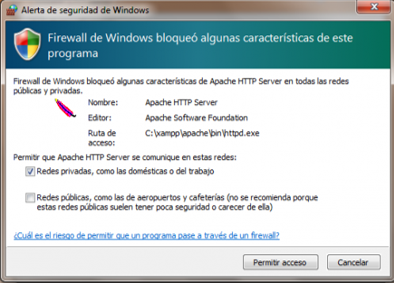 Alerta de seguridad de Windows
Firewall de Windows bloqueó algunas características de este
programa
Firewall de Windows bloqueó algunas características de Apache HTTP Server en todas las redes
públicas y privadas.
Nombre: Apache HTTP Server
Editor: Apache Software Foundation
Ruta de acceso: C:\xampp\apache\bin\httpd.exe
Permitir que Apache HTTP Server se comunique en estas redes:
Redes privadas, como las domésticas o del trabajo
Redes públicas, como las de aeropuertos y cafeterías (no se recomienda porque
estas redes públicas suelen tener poca seguridad o carecer de ella)
¿Cuál es el riesgo de permitir que un programa pase a través de un firewall?
Permitir acceso Cancelar